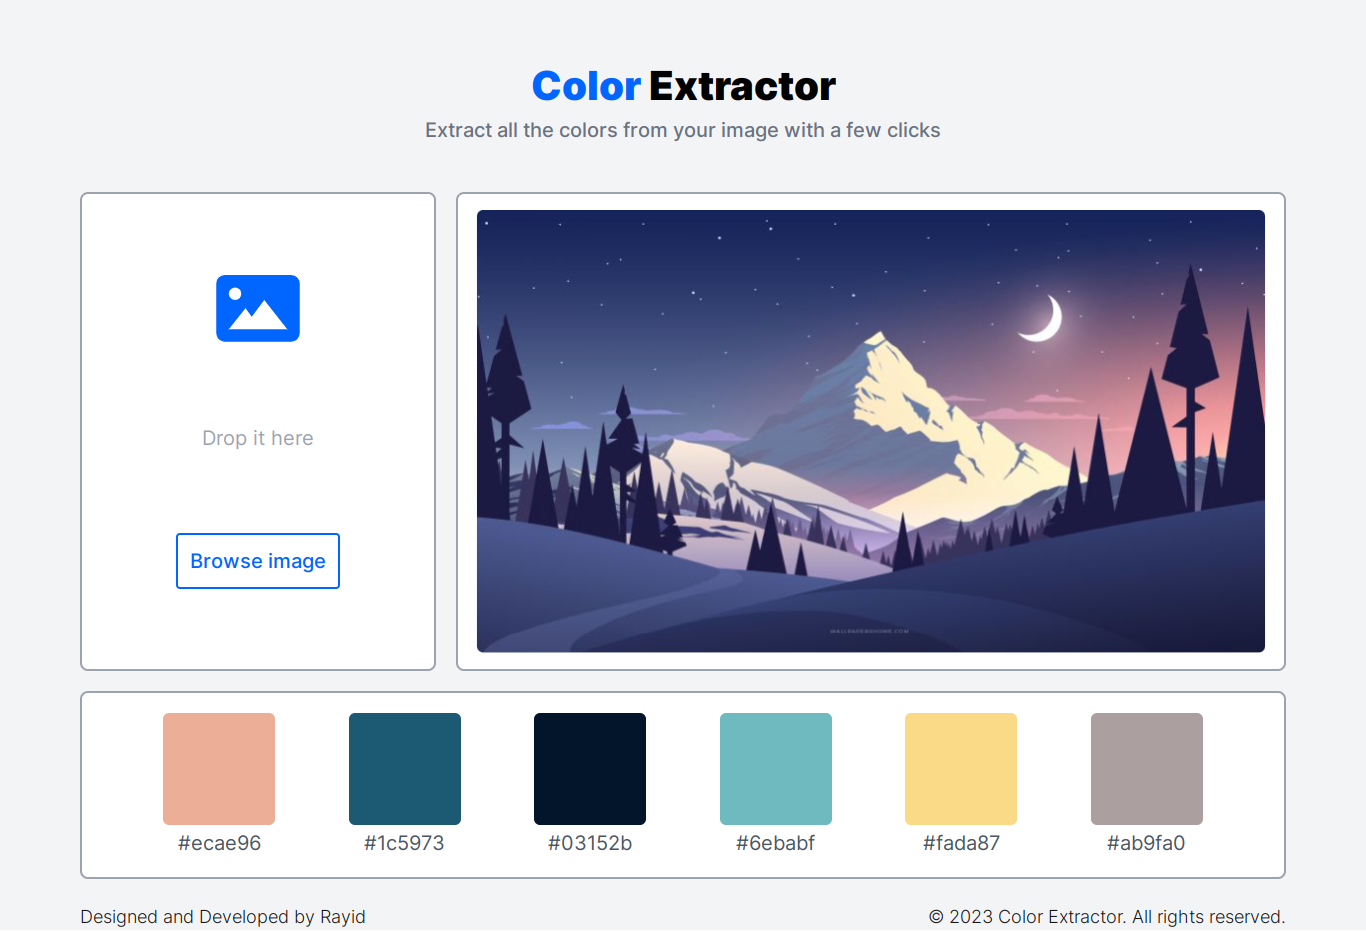 Color Extractor
Extract all the colors from your image with a few clicks
Drop it here
Browse image
WALLPAPERSHOME.COM
#ecae96
#1c5973
#03152b
#6ebabf
#fada87
#ab9fa0
Designed and Developed by Rayid
© 2023 Color Extractor. All rights reserved.